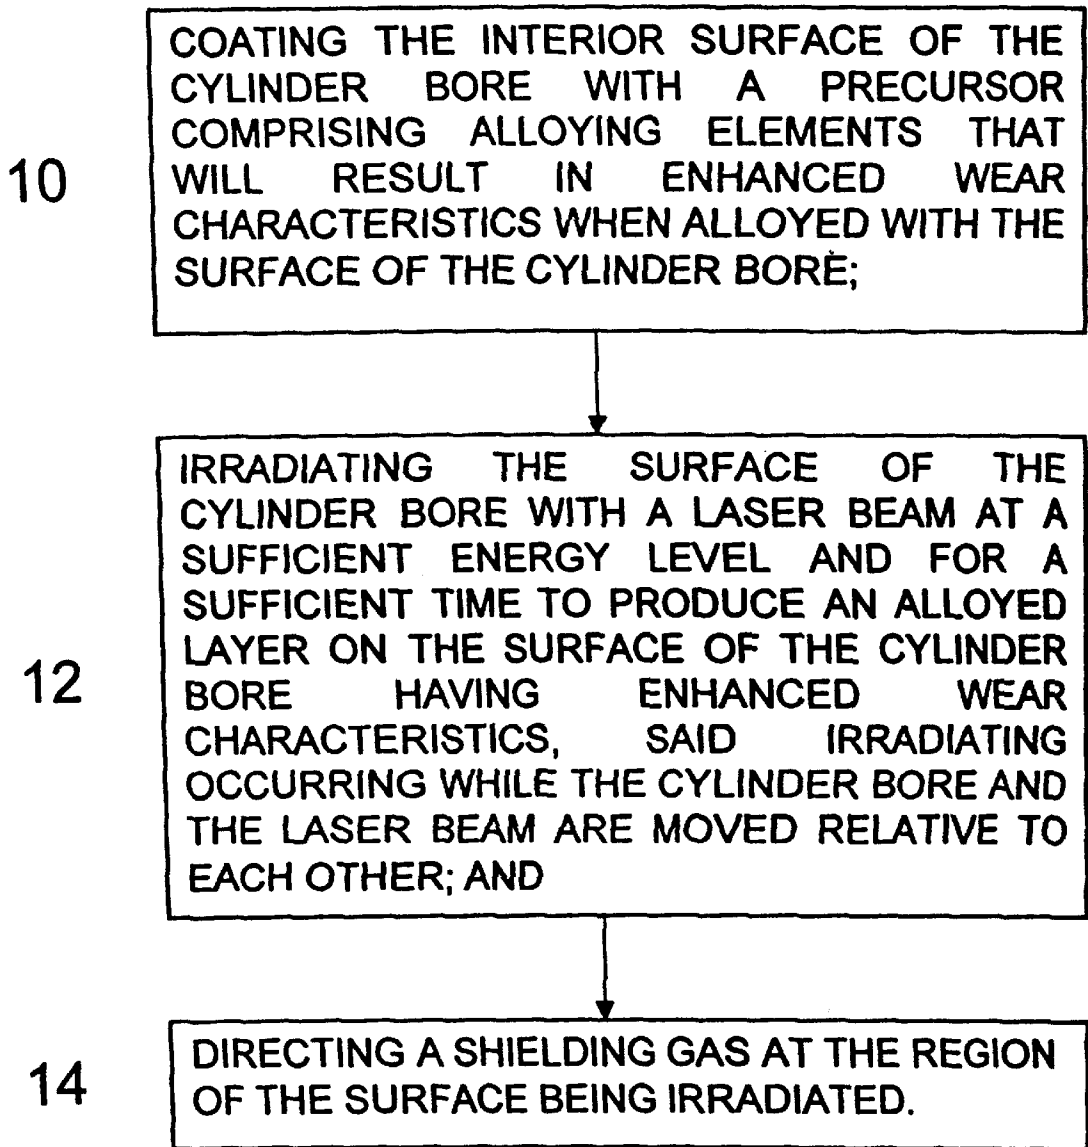 COATING THE INTERIOR SURFACE OF THE
CYLINDER BORE WITH A PRECURSOR
COMPRISING ALLOYING ELEMENTS THAT
10
WILL RESULT IN ENHANCED WEAR
CHARACTERISTICS WHEN ALLOYED WITH THE
SURFACE OF THE CYLINDER BORE;
IRRADIATING THE SURFACE OF THE
CYLINDER BORE WITH A LASER BEAM AT A
SUFFICIENT ENERGY LEVEL AND FOR A
SUFFICIENT TIME TO PRODUCE AN ALLOYED
LAYER ON THE SURFACE OF THE CYLINDER
12
BORE HAVING ENHANCED WEAR
CHARACTERISTICS, SAID IRRADIATING
OCCURRING WHILE THE CYLINDER BORE AND
THE LASER BEAM ARE MOVED RELATIVE TO
EACH OTHER; AND
14
DIRECTING A SHIELDING GAS AT THE REGION
OF THE SURFACE BEING IRRADIATED.